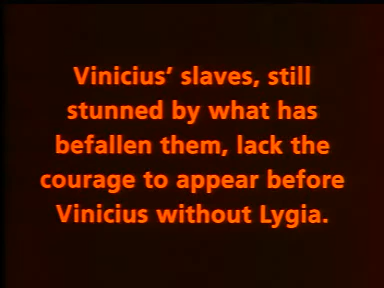 Vinicius' slaves, still
stunned by what has
befallen them, lack the
courage to appear before
Vinicius without Lygia.